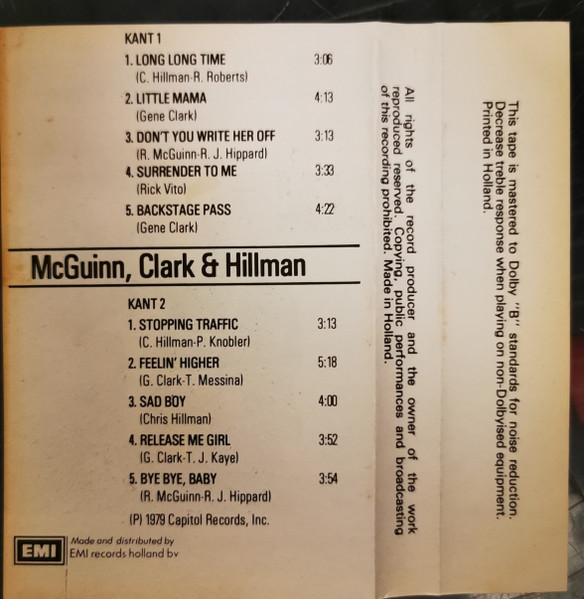 KANT 1
1. LONG LONG TIME 3:06
(C. Hillman-R. Roberts)
2. LITTLE MAMA 4:13
(Gene Clark)
3. DON'T YOU WRITE HER OFF 3:13
(R. McGuinn-R. J. Hippard)
4. SURRENDER TO ME 3:33
(Rick Vito)
5. BACKSTAGE PASS 4:22
(Gene Clark)
McGuinn, Clark & Hillman
KANT 2
1. STOPPING TRAFFIC 3:13
(C. Hillman-P. Knobler)
2. FEELIN' HIGHER 5:18
(G. Clark-T. Messina)
3. SAD BOY 4:00
(Chris Hillman)
4. RELEASE ME GIRL 3:52
(G. Clark-T. J. Kaye)
5. BYE BYE, BABY 3:54
(R. McGuinn-R. J. Hippard)
(P) 1979 Capitol Records, Inc.
EMI
Made and distributed by
EMI records holland bv
All rights of the record producer and the owner of the work
reproduced reserved. Copying, public performances and broadcasting
of this recording prohibited. Made in Holland.
This tape is mastered to Dolby "B" standards for noise reduction.
Decrease treble response when playing on non-Dolbyised equipment.
Printed in Holland.